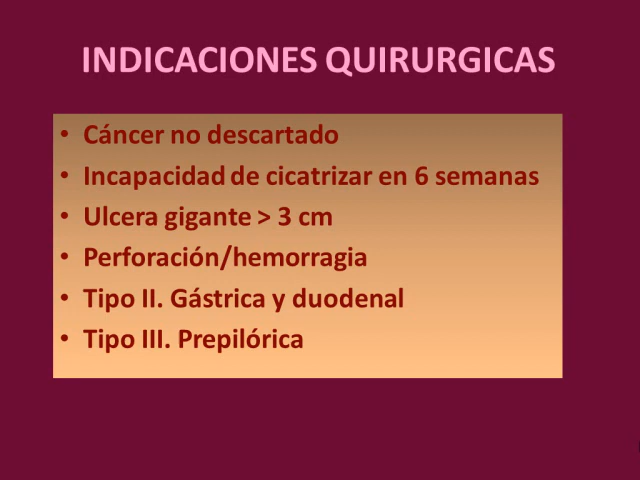 INDICACIONES QUIRURGICAS
• Cáncer no descartado
• Incapacidad de cicatrizar en 6 semanas
• Ulcera gigante > 3 cm
• Perforación/hemorragia
• Tipo II. Gástrica y duodenal
• Tipo III. Prepilórica